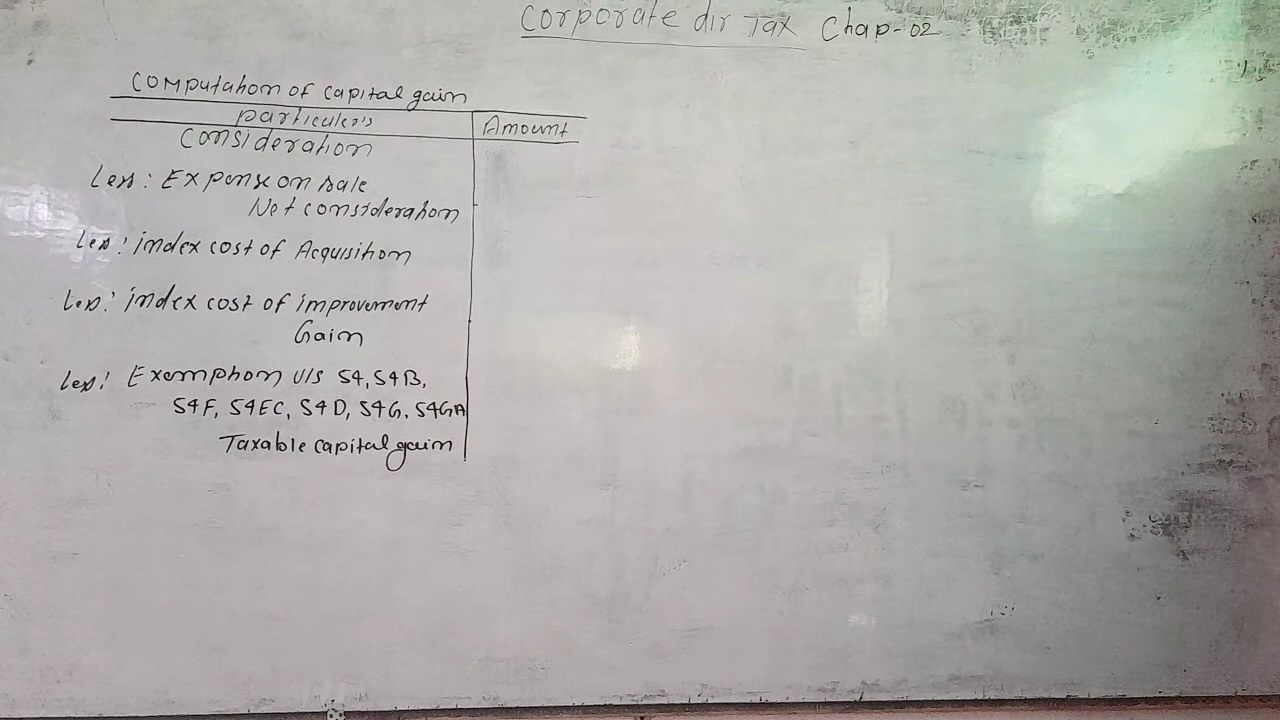 Corporate dir Tax Chap-02
Computation of capital gain
particulers
Amount
Consideration
Less: Expense on sale
Net consideration
Less: index cost of Acquisition
Less: index cost of improvement
Gain
Less: Exemption u/s 54, 54B,
54F, 54EC, 54D, 54G, 54GA
Taxable capital gain